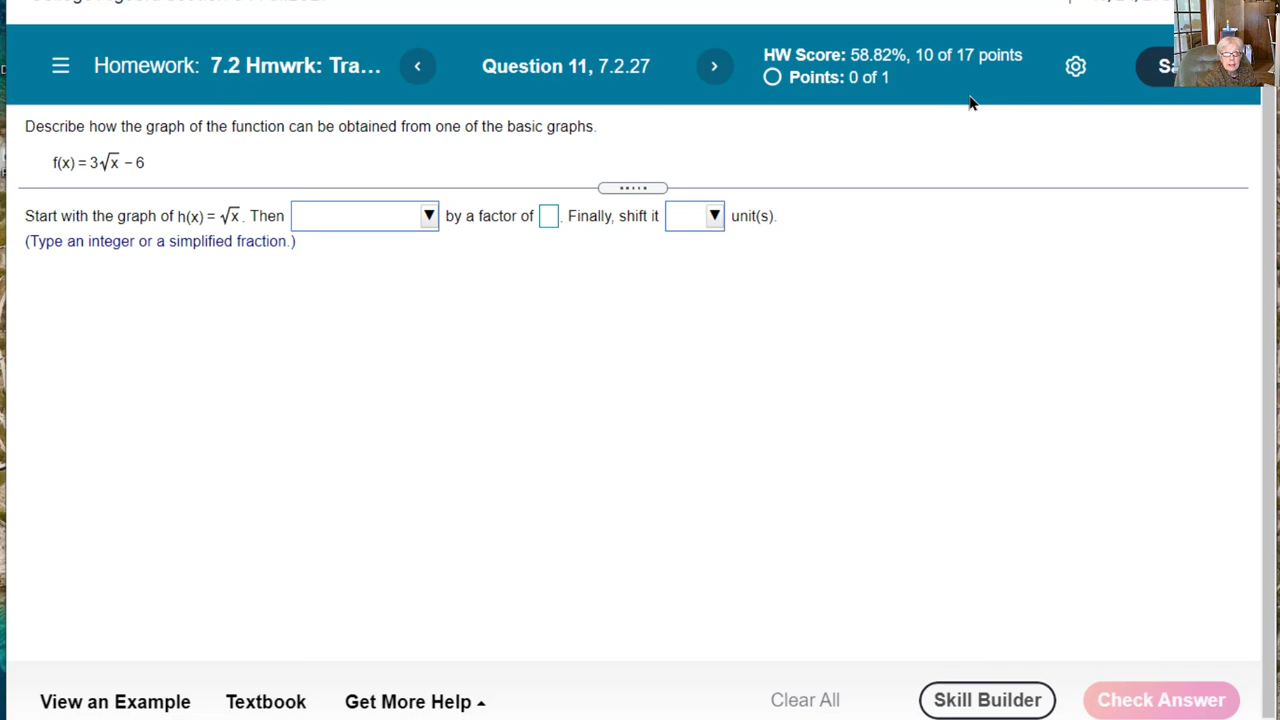 ☰ Homework: 7.2 Hmwrk: Tra... ‹ Question 11, 7.2.27 › HW Score: 58.82%, 10 of 17 points
Points: 0 of 1
Describe how the graph of the function can be obtained from one of the basic graphs.
f(x) = 3√x − 6
Start with the graph of h(x) = √x. Then ▼ by a factor of . Finally, shift it ▼ unit(s).
(Type an integer or a simplified fraction.)
View an Example Textbook Get More Help Clear All Skill Builder Check Answer